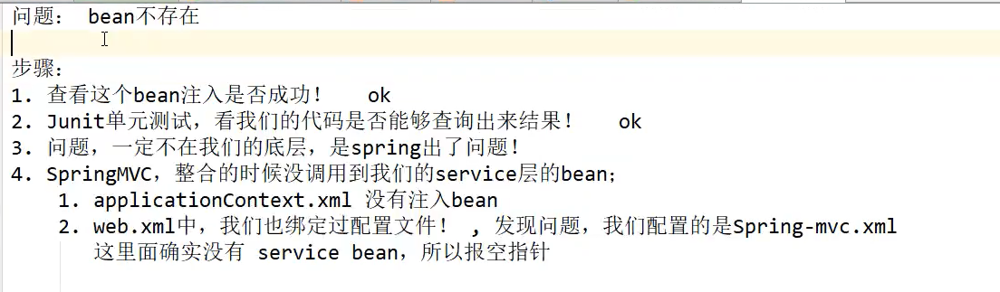 问题： bean不存在
步骤：
1. 查看这个bean注入是否成功！ ok
2. Junit单元测试，看我们的代码是否能够查询出来结果！ ok
3. 问题，一定不在我们的底层，是spring出了问题！
4. SpringMVC，整合的时候没调用到我们的service层的bean；
1. applicationContext.xml 没有注入bean
2. web.xml中，我们也绑定过配置文件！ , 发现问题，我们配置的是Spring-mvc.xml
这里面确实没有 service bean，所以报空指针